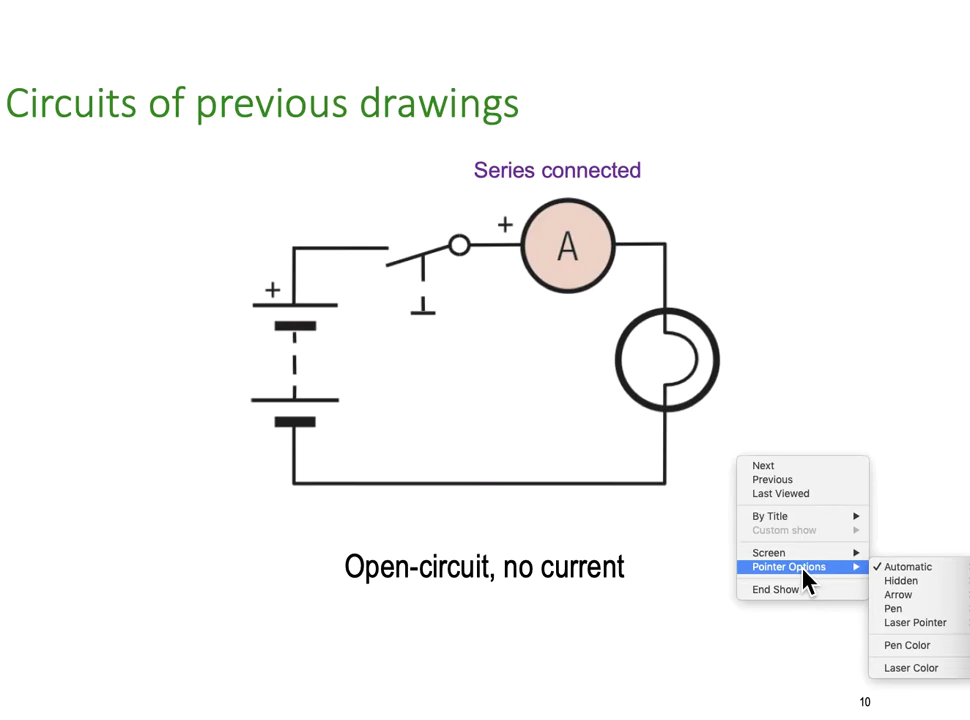 Circuits of previous drawings
Series connected
+
A
+
Open-circuit, no current
Next
Previous
Last Viewed
By Title
Custom show
Screen
Pointer Options
End Show
Automatic
Hidden
Arrow
Pen
Laser Pointer
Pen Color
Laser Color
10